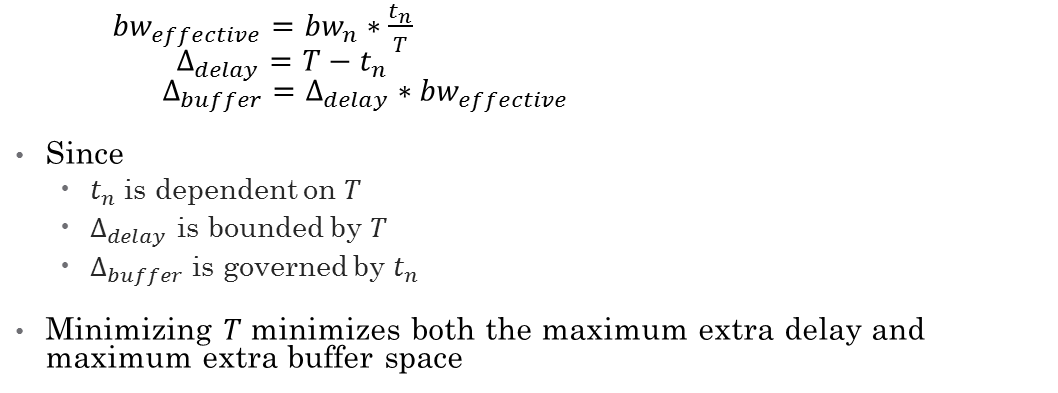 bw_effective = bw_n * t_n/T
Δ_delay = T − t_n
Δ_buffer = Δ_delay * bw_effective
• Since
• t_n is dependent on T
• Δ_delay is bounded by T
• Δ_buffer is governed by t_n
• Minimizing T minimizes both the maximum extra delay and
maximum extra buffer space